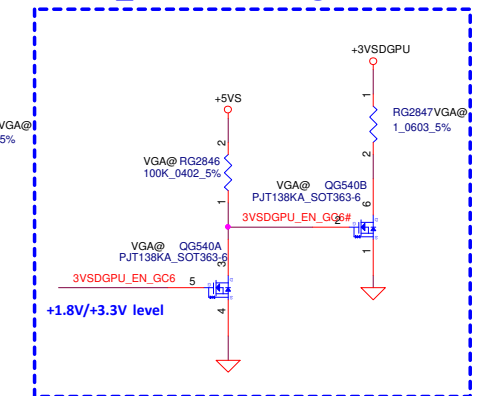 +3VSDGPU
+5VS
1
RG2847VGA@
1_0603_5%
2
VGA@
5%
2
VGA@ RG2846
100K_0402_5%
1
VGA@ QG540B
PJT138KA_SOT363-6
6
3VSDGPU_EN_GC6#
2
1
VGA@ QG540A
PJT138KA_SOT363-6
3
3VSDGPU_EN_GC6
5
4
+1.8V/+3.3V level